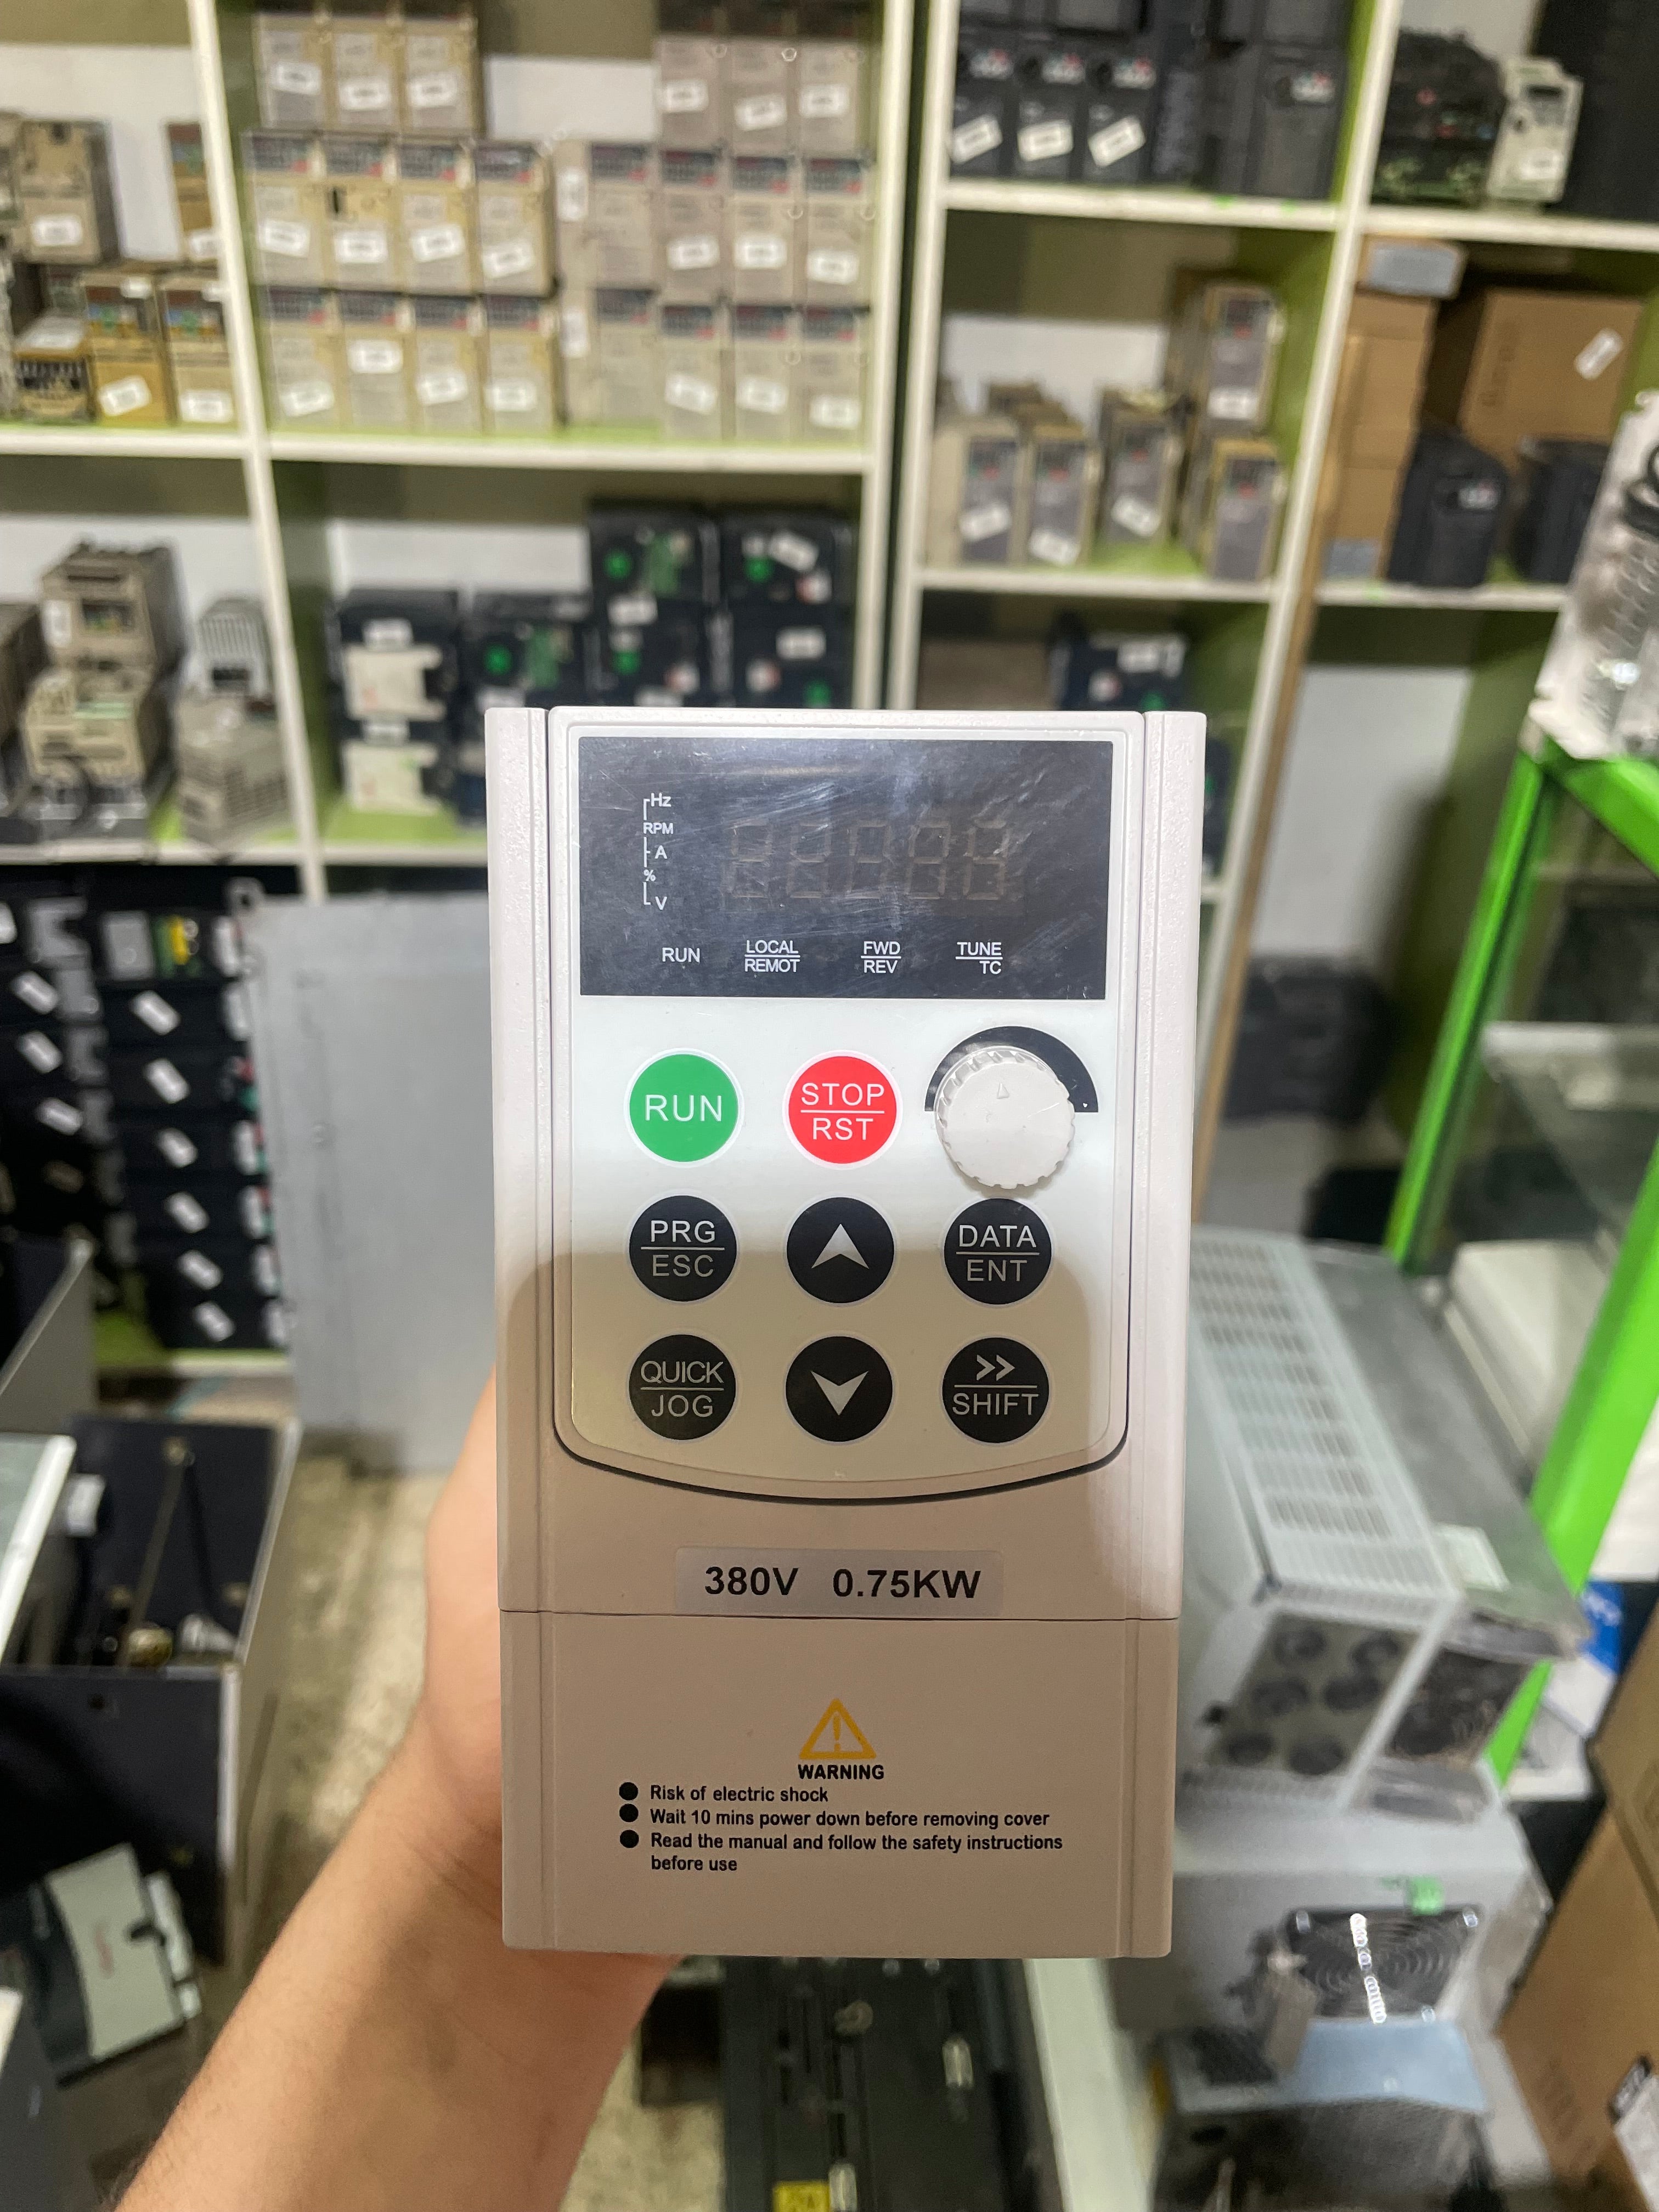 Hz
RPM
A
%
V
RUN
LOCAL
REMOT
FWD
REV
TUNE
TC
RUN
STOP
RST
PRG
ESC
DATA
ENT
QUICK
JOG
>>
SHIFT
380V 0.75KW
WARNING
● Risk of electric shock
● Wait 10 mins power down before removing cover
● Read the manual and follow the safety instructions
before use